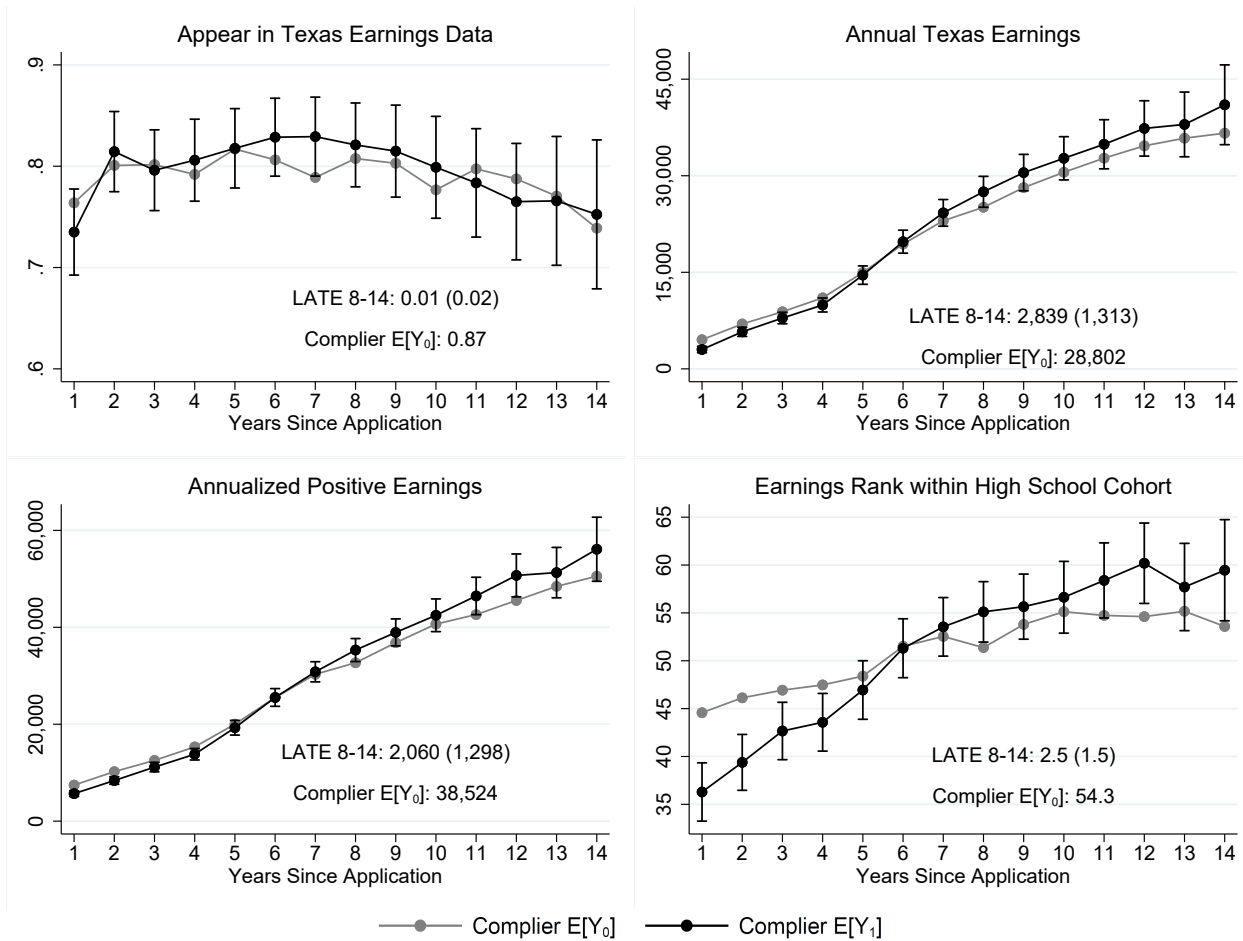 Appear in Texas Earnings Data
.9
.8
.7
.6
LATE 8-14: 0.01 (0.02)
Complier E[Y₀]: 0.87
1 2 3 4 5 6 7 8 9 10 11 12 13 14
Years Since Application
Annual Texas Earnings
45,000
30,000
15,000
0
LATE 8-14: 2,839 (1,313)
Complier E[Y₀]: 28,802
1 2 3 4 5 6 7 8 9 10 11 12 13 14
Years Since Application
Annualized Positive Earnings
60,000
40,000
20,000
0
LATE 8-14: 2,060 (1,298)
Complier E[Y₀]: 38,524
1 2 3 4 5 6 7 8 9 10 11 12 13 14
Years Since Application
Earnings Rank within High School Cohort
65
60
55
50
45
40
35
LATE 8-14: 2.5 (1.5)
Complier E[Y₀]: 54.3
1 2 3 4 5 6 7 8 9 10 11 12 13 14
Years Since Application
Complier E[Y₀] Complier E[Y₁]